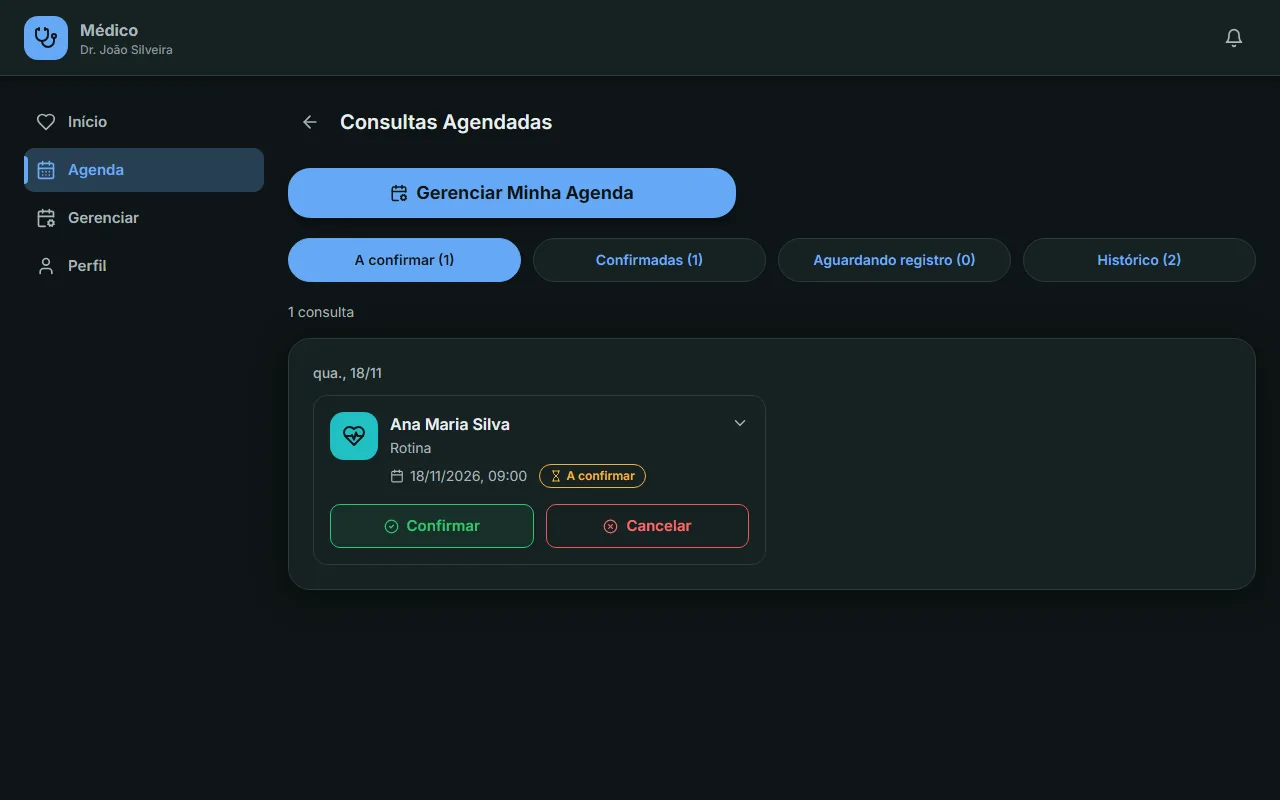 Médico
Dr. João Silveira
Início
Agenda
Gerenciar
Perfil
Consultas Agendadas
Gerenciar Minha Agenda
A confirmar (1)
Confirmadas (1)
Aguardando registro (0)
Histórico (2)
1 consulta
qua., 18/11
Ana Maria Silva
Rotina
18/11/2026, 09:00
A confirmar
Confirmar
Cancelar